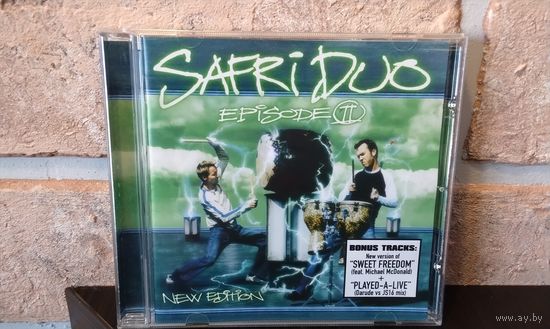 SAFRi DUO
EPiSODE II
BONUS TRACKS:
New version of
"SWEET FREEDOM"
(feat. Michael McDonald)
+
"PLAYED-A-LIVE"
(Darude vs JS16 mix)
NEW EDITION
www.ay.by